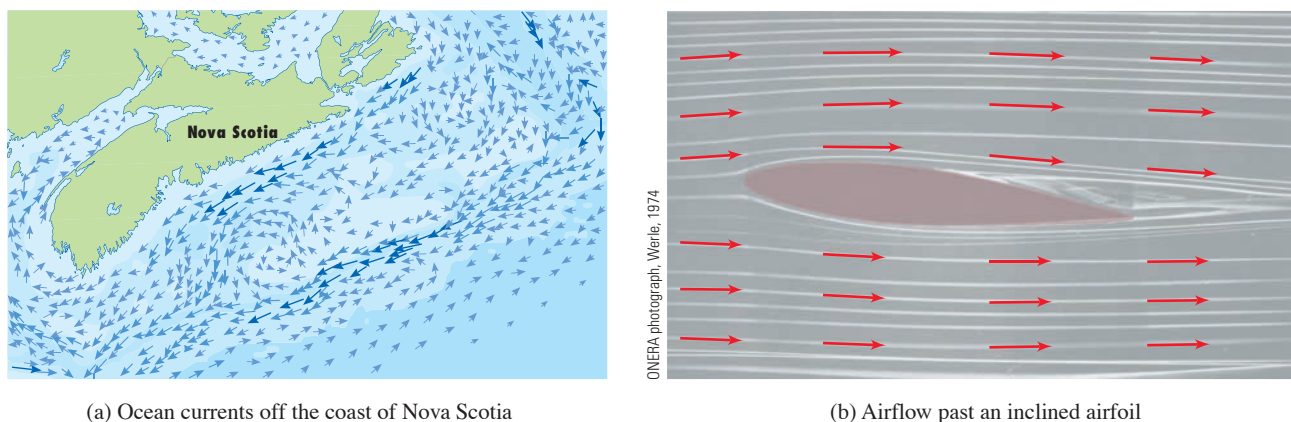 Nova Scotia
ONERA photograph, Werle, 1974
(a) Ocean currents off the coast of Nova Scotia
(b) Airflow past an inclined airfoil